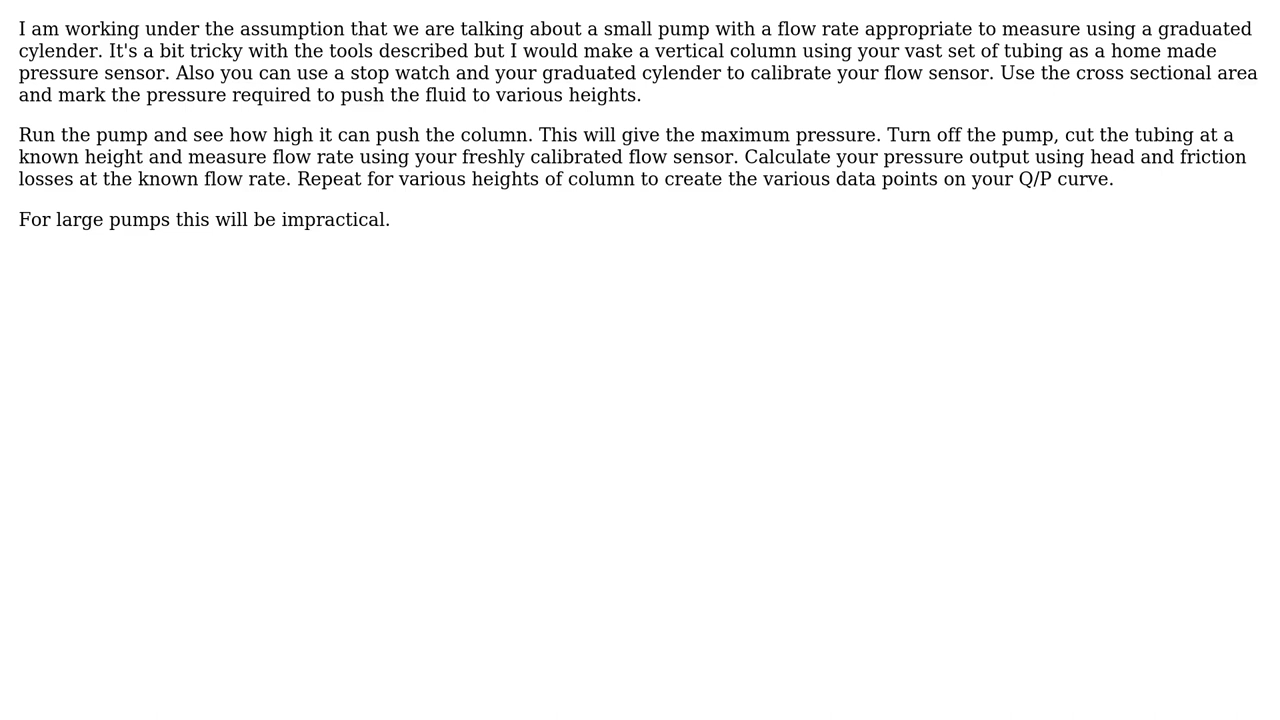 I am working under the assumption that we are talking about a small pump with a flow rate appropriate to measure using a graduated
cylender. It's a bit tricky with the tools described but I would make a vertical column using your vast set of tubing as a home made
pressure sensor. Also you can use a stop watch and your graduated cylender to calibrate your flow sensor. Use the cross sectional area
and mark the pressure required to push the fluid to various heights.
Run the pump and see how high it can push the column. This will give the maximum pressure. Turn off the pump, cut the tubing at a
known height and measure flow rate using your freshly calibrated flow sensor. Calculate your pressure output using head and friction
losses at the known flow rate. Repeat for various heights of column to create the various data points on your Q/P curve.
For large pumps this will be impractical.